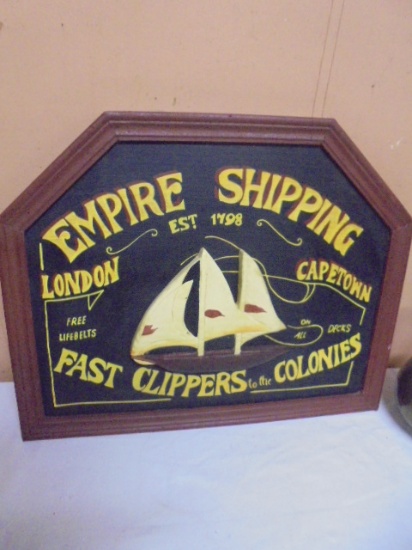 EMPIRE SHIPPING
EST 1798
LONDON
CAPETOWN
FREE
LIFEBELTS
ON
ALL
DECKS
FAST CLIPPERS to the COLONIES